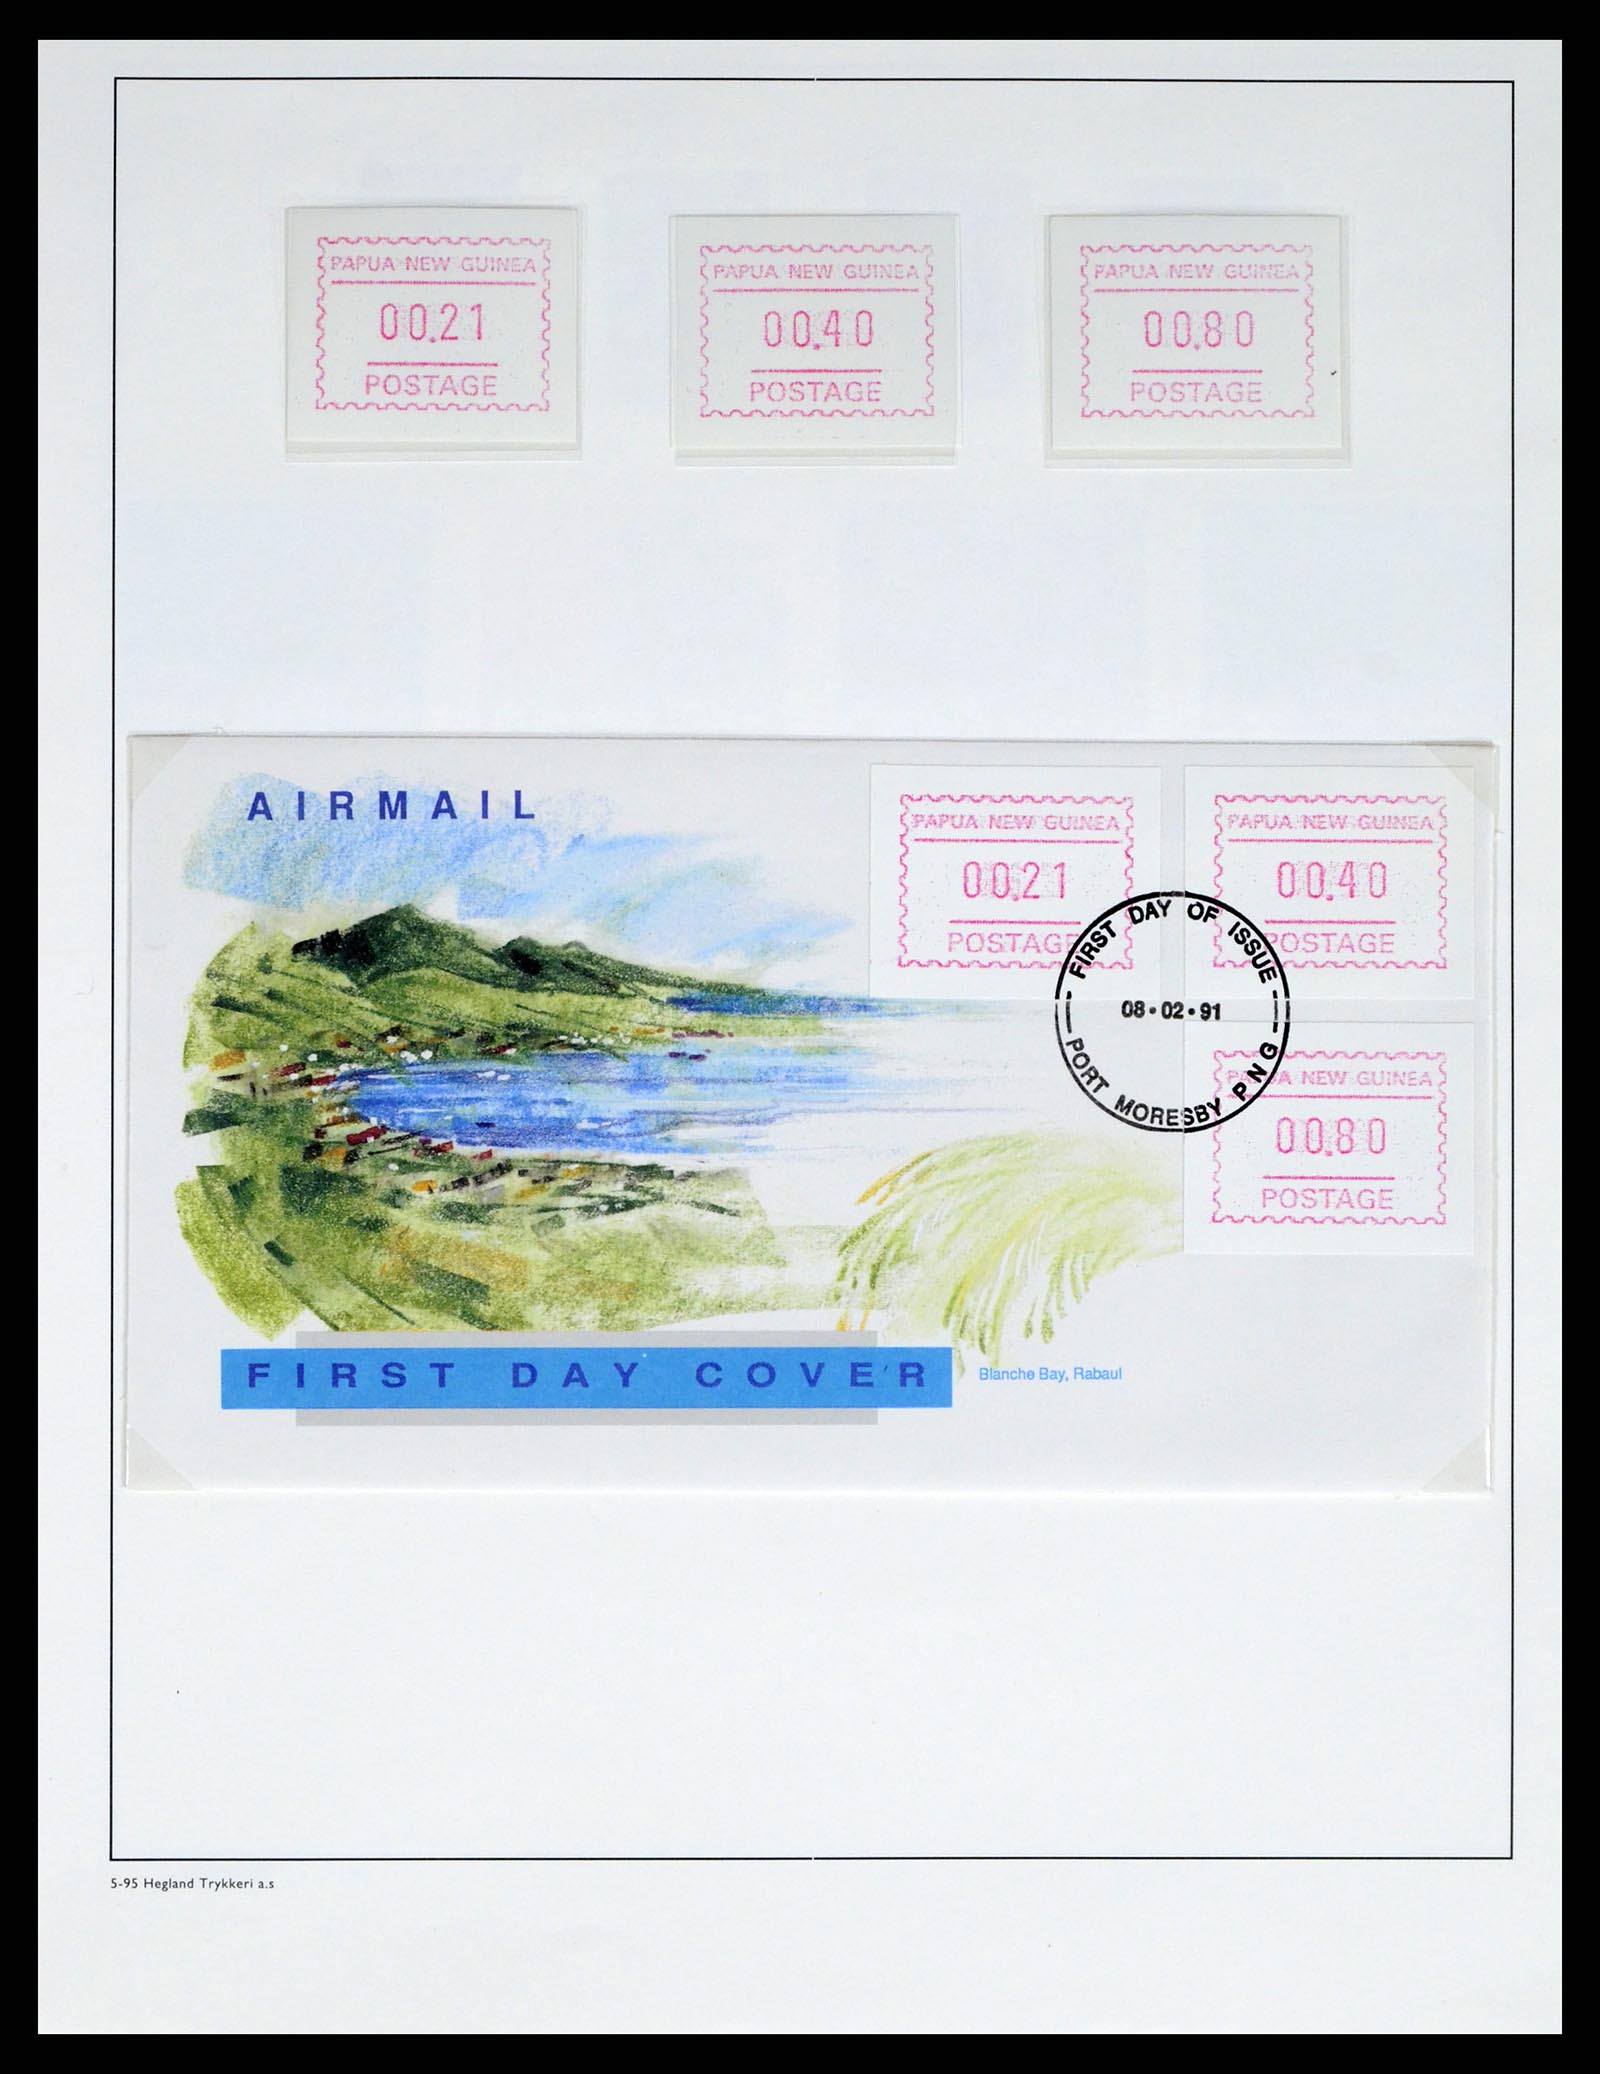 PAPUA NEW GUINEA
00.21
POSTAGE
PAPUA NEW GUINEA
00.40
POSTAGE
PAPUA NEW GUINEA
00.80
POSTAGE
AIRMAIL
PAPUA NEW GUINEA
00.21
POSTAGE
PAPUA NEW GUINEA
00.40
POSTAGE
FIRST DAY OF ISSUE
08·02·91
PORT MORESBY PNG
PAPUA NEW GUINEA
00.80
POSTAGE
FIRST DAY COVER
Blanche Bay, Rabaul
5-95 Hegland Trykkeri a.s